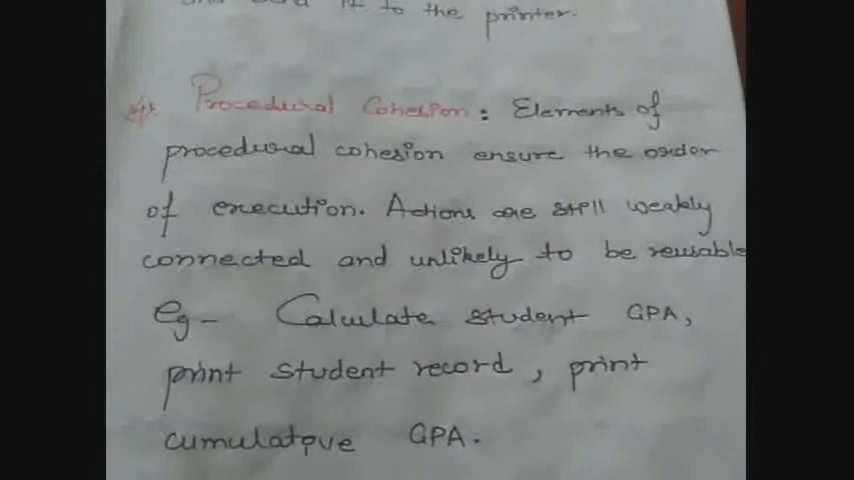 it to the printer.
Procedural Cohesion : Elements of
procedural cohesion ensure the order
of execution. Actions are still weakly
connected and unlikely to be reusable
eg - Calculate student GPA,
print student record, print
cumulative GPA.